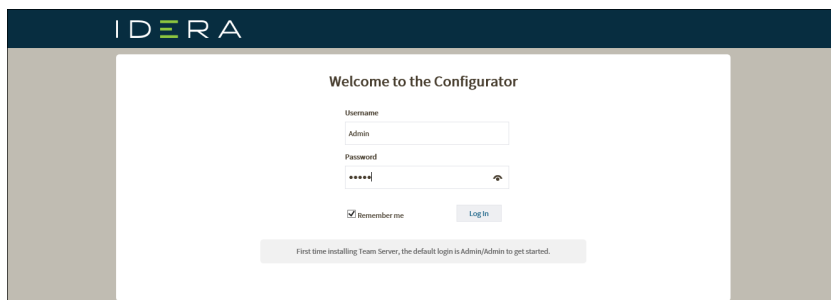 IDERA
Welcome to the Configurator
Username
Admin
Password
•••••
Remember me
Log In
First time installing Team Server, the default login is Admin/Admin to get started.